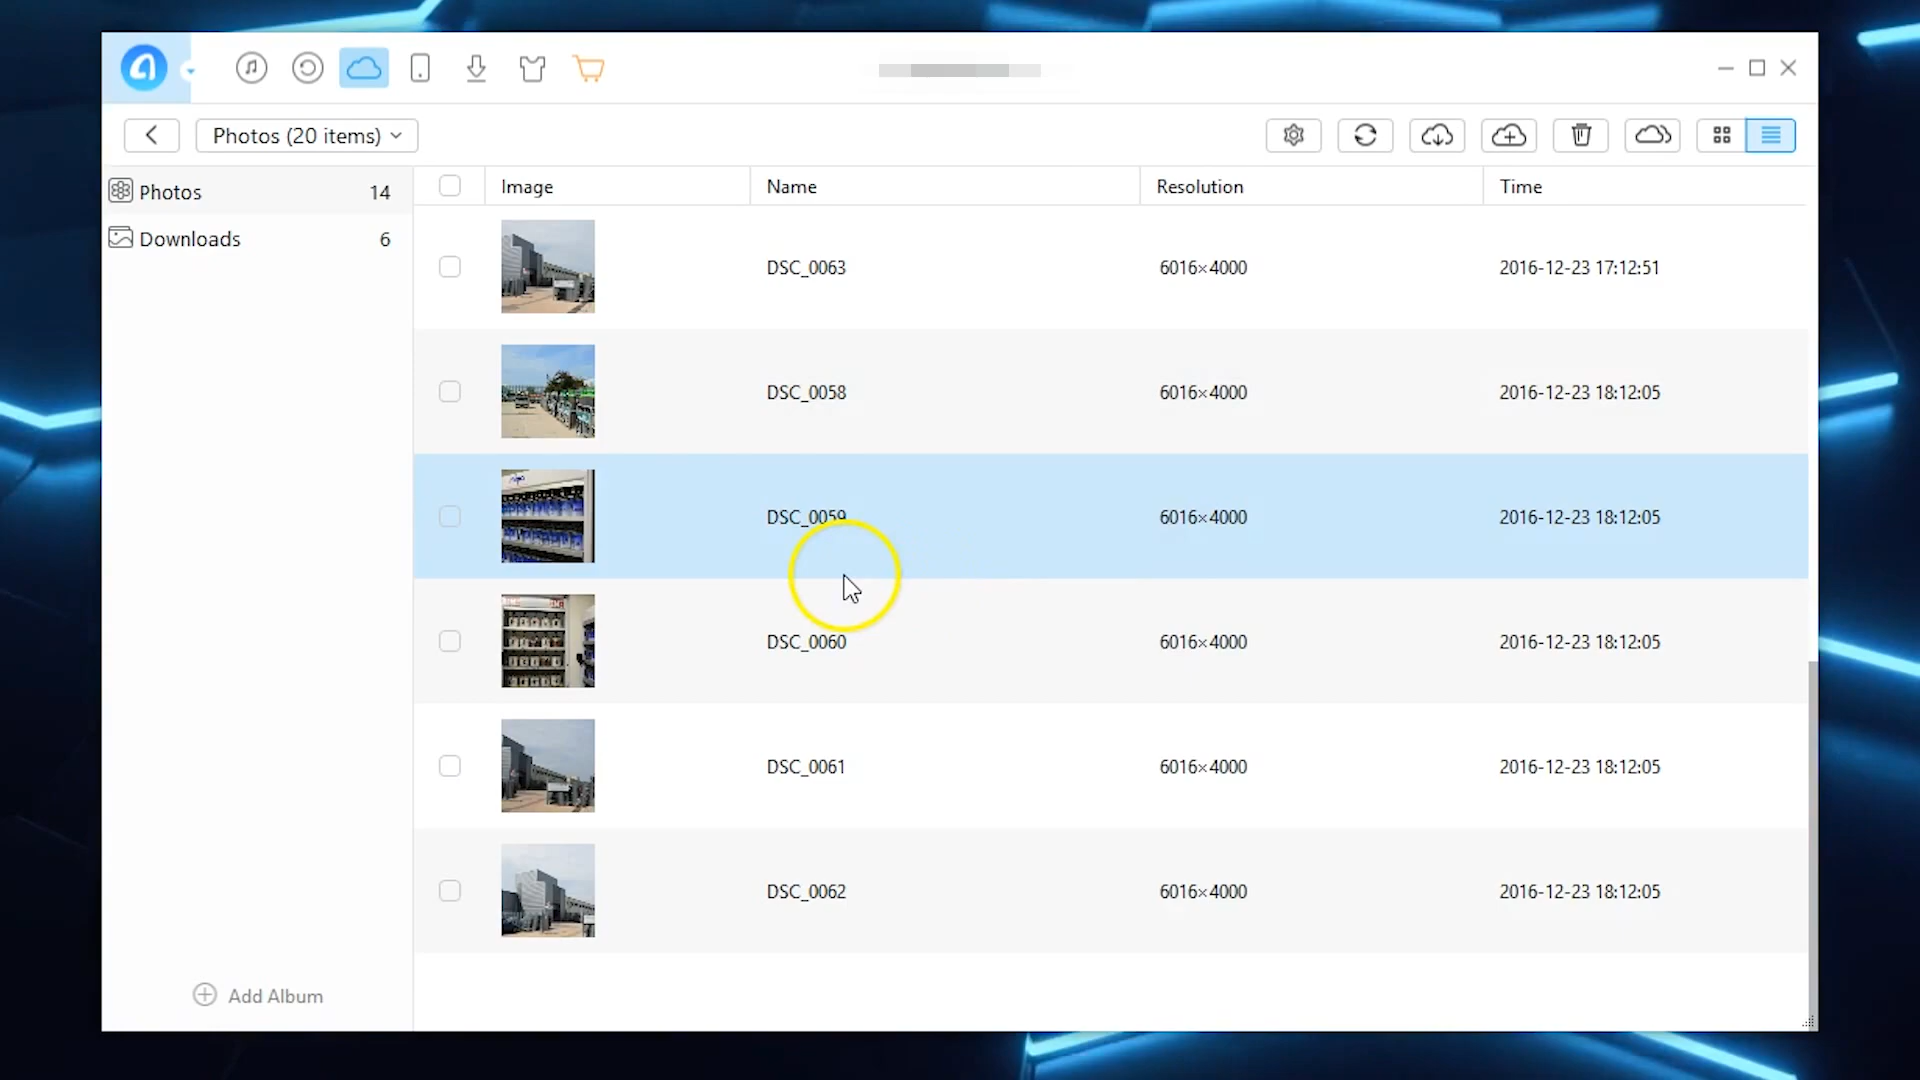 Photos (20 items)
Photos 14
Downloads 6
Image Name Resolution Time
DSC_0063 6016×4000 2016-12-23 17:12:51
DSC_0058 6016×4000 2016-12-23 18:12:05
DSC_0059 6016×4000 2016-12-23 18:12:05
DSC_0060 6016×4000 2016-12-23 18:12:05
DSC_0061 6016×4000 2016-12-23 18:12:05
DSC_0062 6016×4000 2016-12-23 18:12:05
Add Album